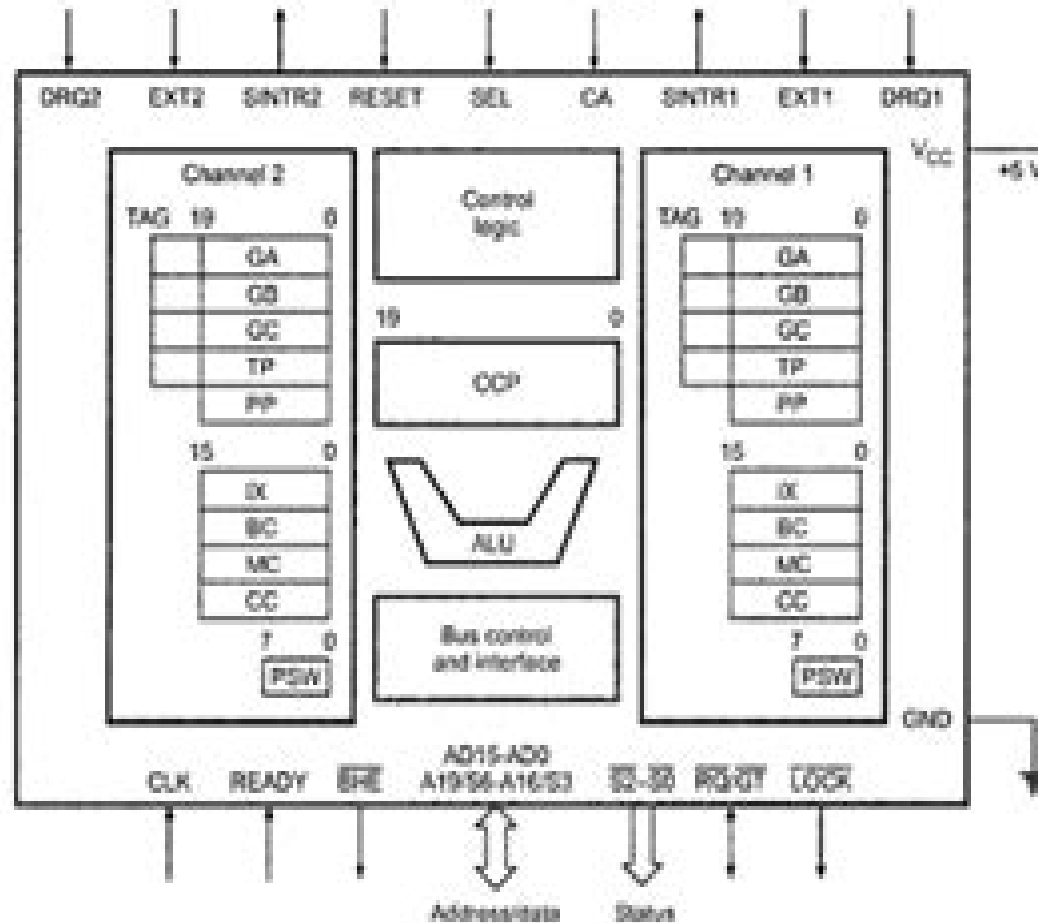 DRQ2 EXT2 SINTR2 RESET SEL CA SINTR1 EXT1 DRQ1
VCC
+5 V
Channel 2
TAG 19 0
GA
GB
GC
TP
PP
15 0
IX
BC
MC
CC
7 0
PSW
Control
logic
19 0
CCP
ALU
Bus control
and interface
Channel 1
TAG 19 0
GA
GB
GC
TP
PP
15 0
IX
BC
MC
CC
7 0
PSW
GND
CLK READY BHE AD15-AD0
A19/S6-A16/S3 S2-S0 RQ/GT LOCK
Address/data Status